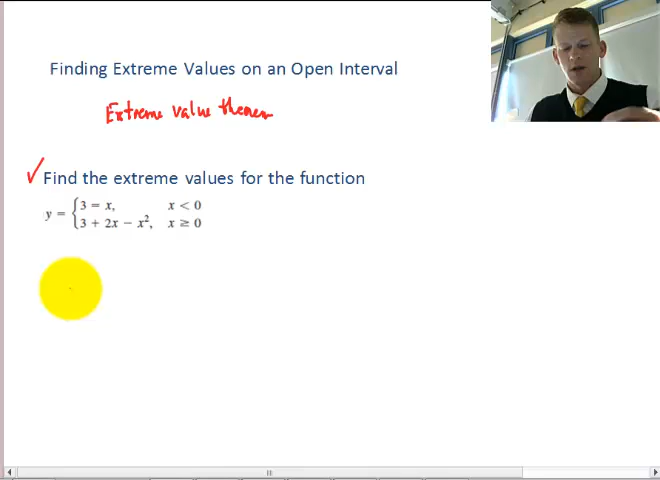 Finding Extreme Values on an Open Interval
Extreme value theorem
Find the extreme values for the function
y = {3 = x, x < 0
3 + 2x − x², x ≥ 0